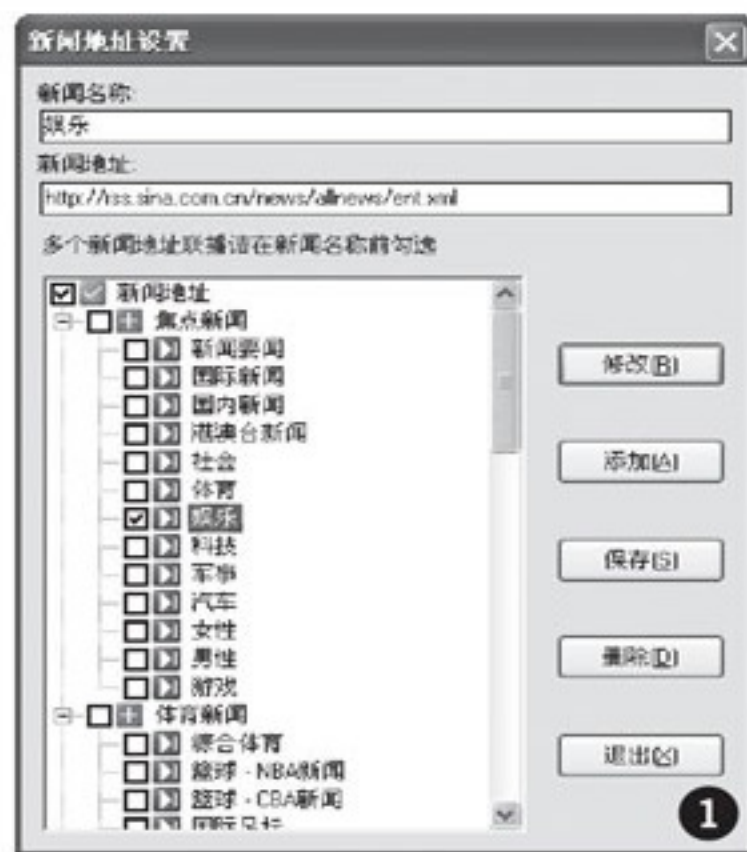 新闻地址设置
新闻名称:
娱乐
新闻地址:
http://rss.sina.com.cn/news/allnews/ent.xml
多个新闻地址联播请在新闻名称前勾选
新闻地址
焦点新闻
新闻要闻
国际新闻
国内新闻
港澳台新闻
社会
体育
娱乐
科技
军事
汽车
女性
男性
游戏
体育新闻
综合体育
篮球 - NBA新闻
篮球 - CBA新闻
国际足坛
修改(R)
添加(A)
保存(S)
删除(D)
退出(X)
1